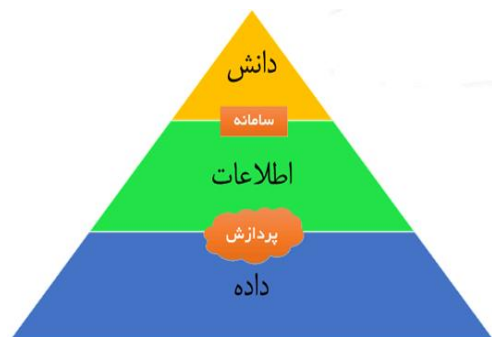 دانش
سامانه
اطلاعات
پردازش
داده